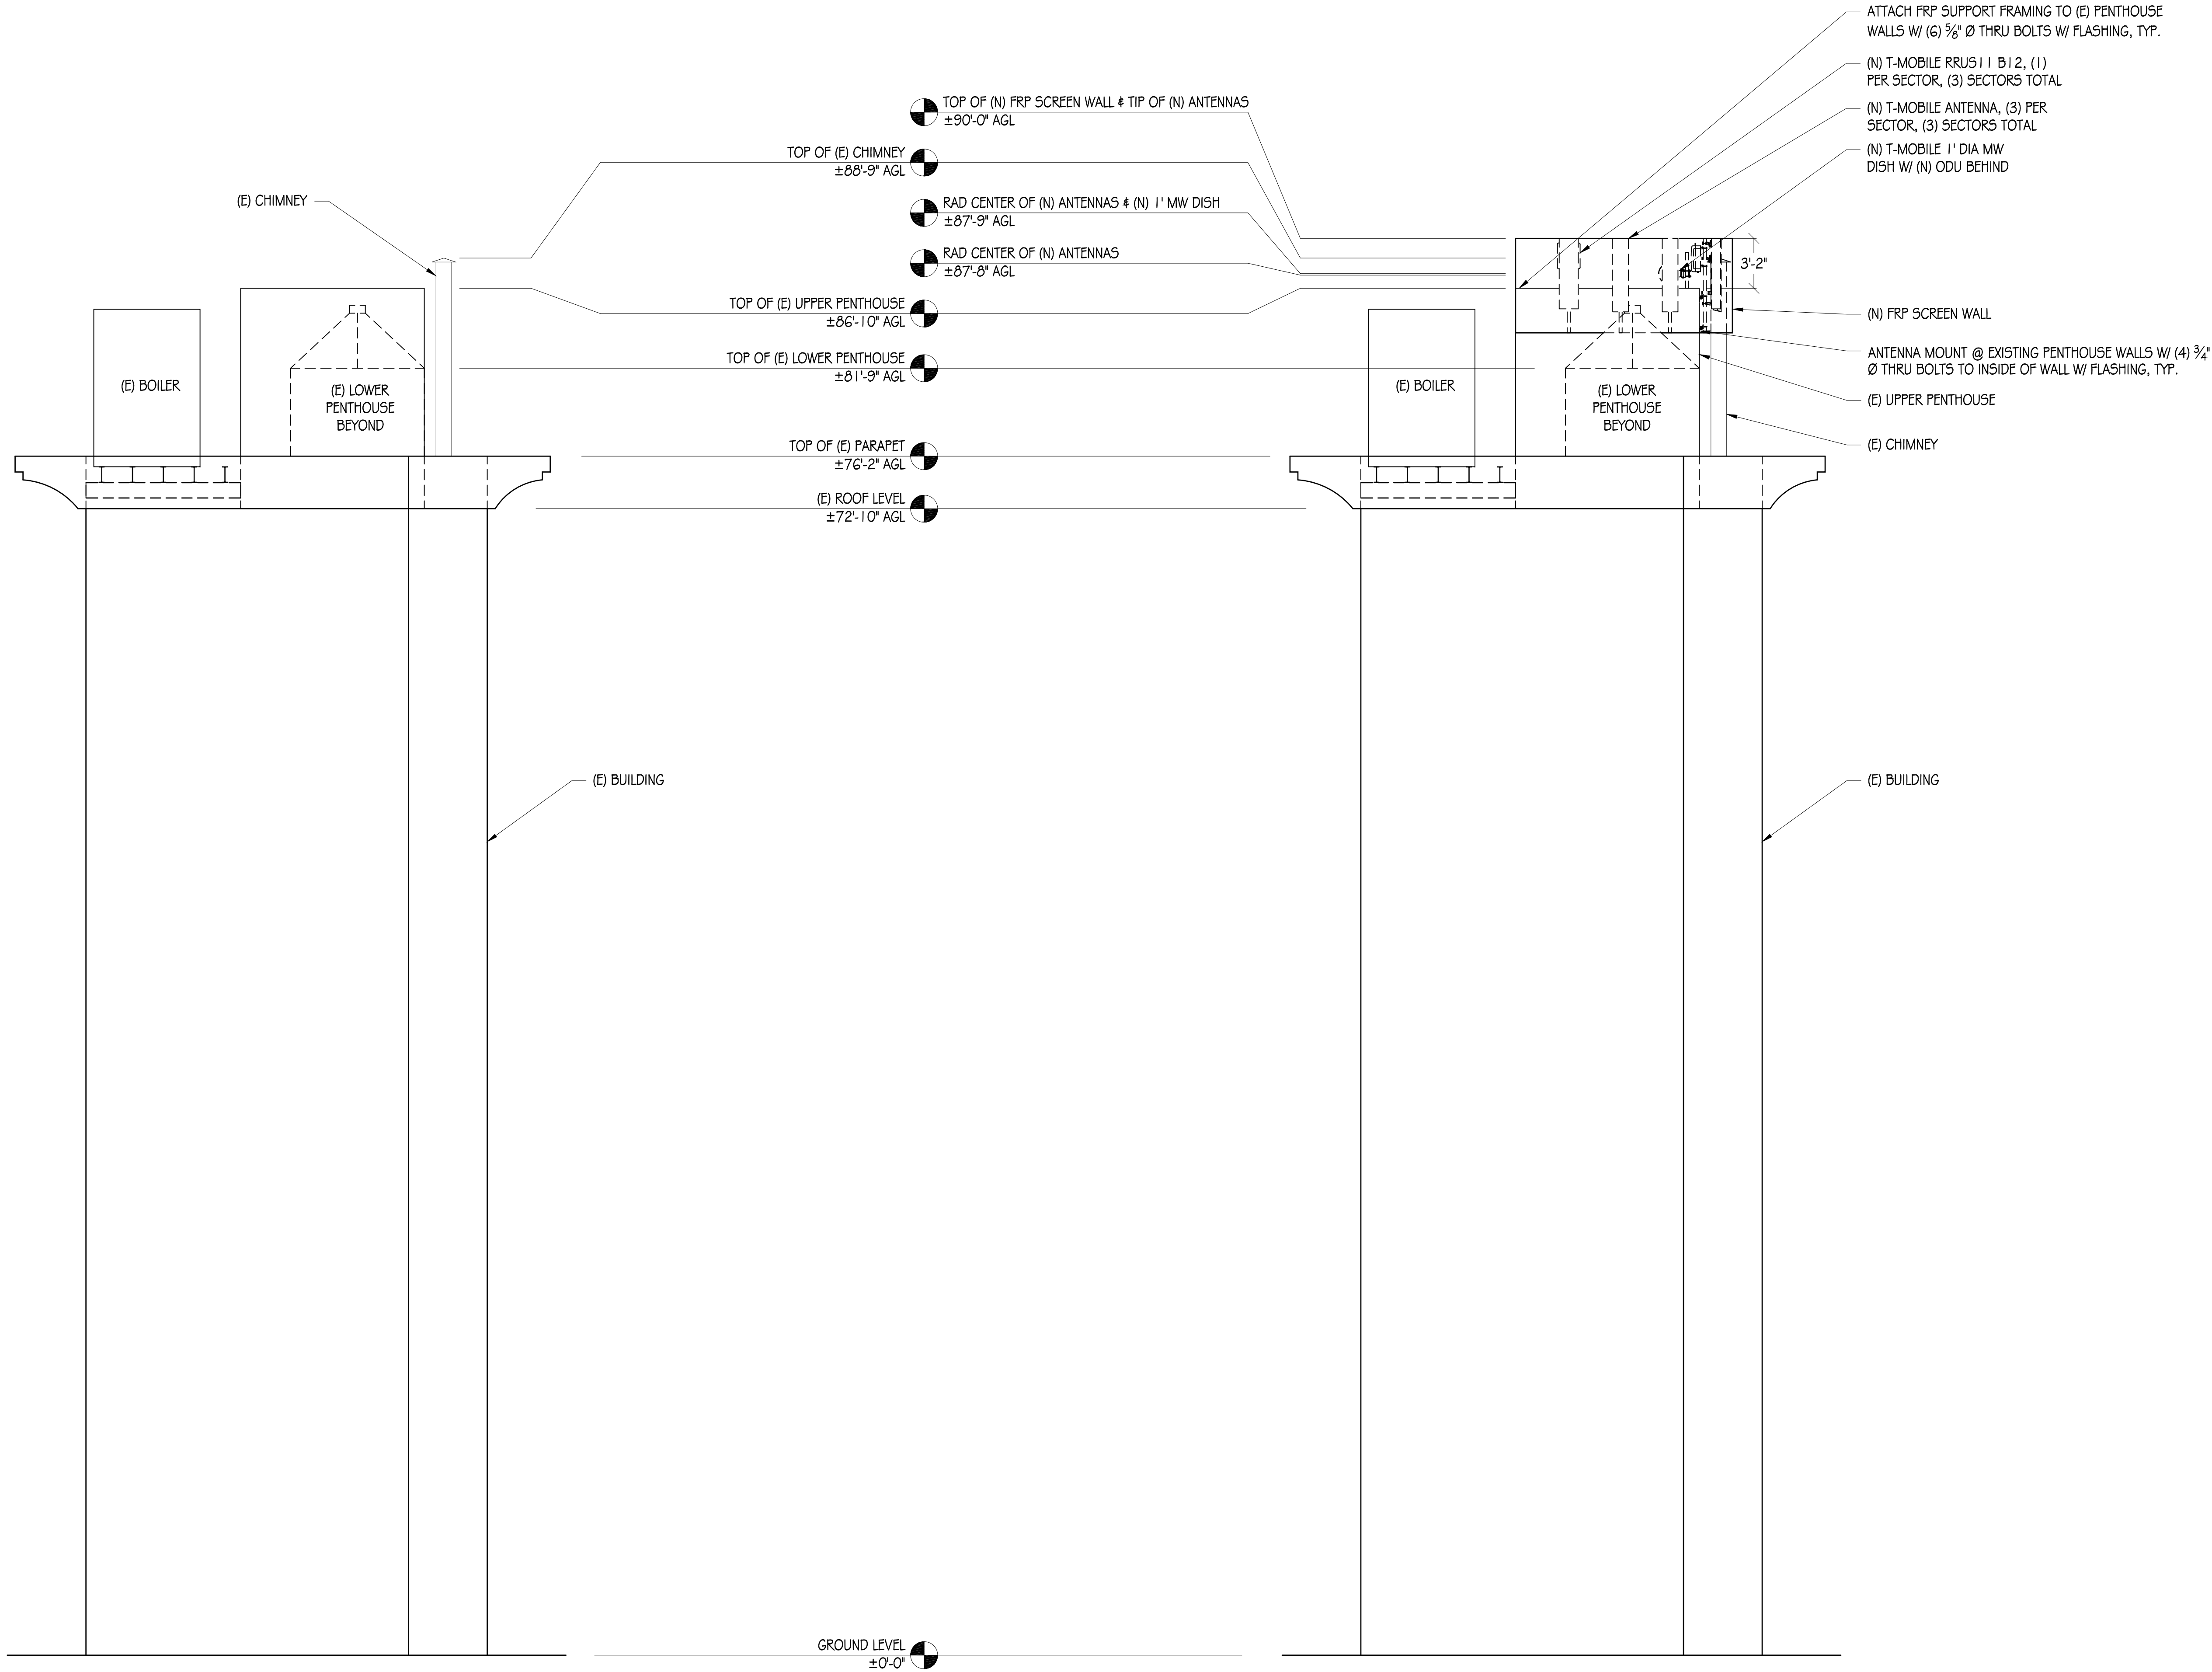 ATTACH FRP SUPPORT FRAMING TO (E) PENTHOUSE
WALLS W/ (6) ⅝" Ø THRU BOLTS W/ FLASHING, TYP.
(N) T-MOBILE RRUS11 B12, (1)
PER SECTOR, (3) SECTORS TOTAL
(N) T-MOBILE ANTENNA, (3) PER
SECTOR, (3) SECTORS TOTAL
(N) T-MOBILE 1' DIA MW
DISH W/ (N) ODU BEHIND
TOP OF (N) FRP SCREEN WALL & TIP OF (N) ANTENNAS
±90'-0" AGL
TOP OF (E) CHIMNEY
±88'-9" AGL
RAD CENTER OF (N) ANTENNAS & (N) 1' MW DISH
±87'-9" AGL
RAD CENTER OF (N) ANTENNAS
±87'-8" AGL
TOP OF (E) UPPER PENTHOUSE
±86'-10" AGL
TOP OF (E) LOWER PENTHOUSE
±81'-9" AGL
TOP OF (E) PARAPET
±76'-2" AGL
(E) ROOF LEVEL
±72'-10" AGL
GROUND LEVEL
±0'-0"
(E) CHIMNEY
(E) BOILER
(E) LOWER
PENTHOUSE
BEYOND
(E) BUILDING
3'-2"
(E) BOILER
(E) LOWER
PENTHOUSE
BEYOND
(N) FRP SCREEN WALL
ANTENNA MOUNT @ EXISTING PENTHOUSE WALLS W/ (4) ¾"
Ø THRU BOLTS TO INSIDE OF WALL W/ FLASHING, TYP.
(E) UPPER PENTHOUSE
(E) CHIMNEY
(E) BUILDING